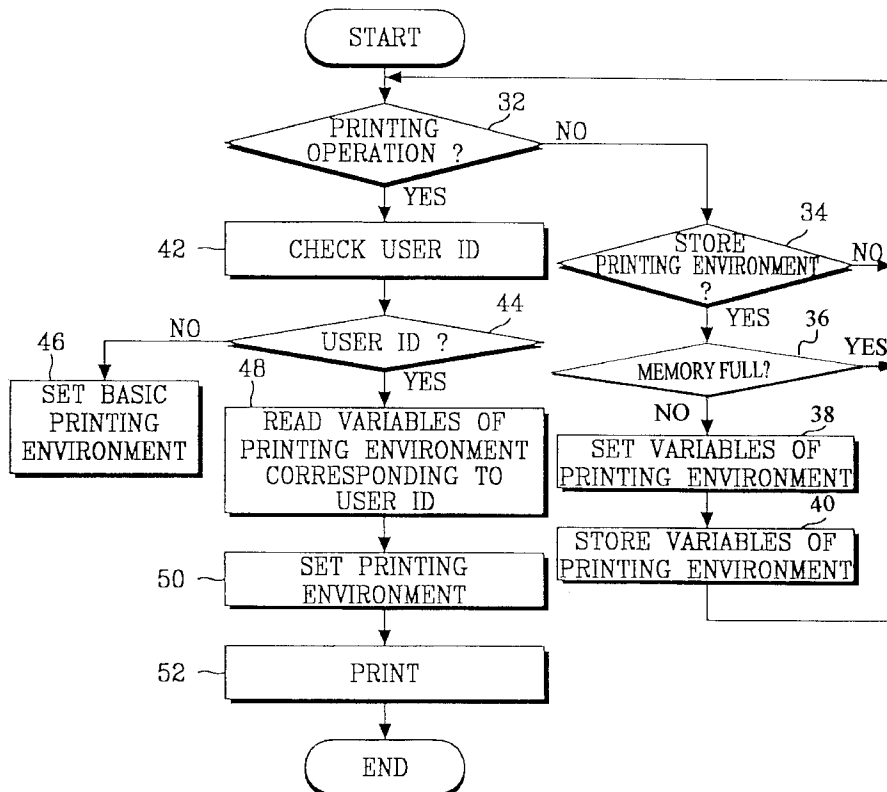 START
32
PRINTING
OPERATION ?
NO
YES
42
CHECK USER ID
34
STORE
PRINTING ENVIRONMENT
?
NO
YES
44
USER ID ?
NO
YES
36
MEMORY FULL?
YES
NO
46
SET BASIC
PRINTING
ENVIRONMENT
48
READ VARIABLES OF
PRINTING ENVIRONMENT
CORRESPONDING TO
USER ID
38
SET VARIABLES OF
PRINTING ENVIRONMENT
40
STORE VARIABLES OF
PRINTING ENVIRONMENT
50
SET PRINTING
ENVIRONMENT
52
PRINT
END